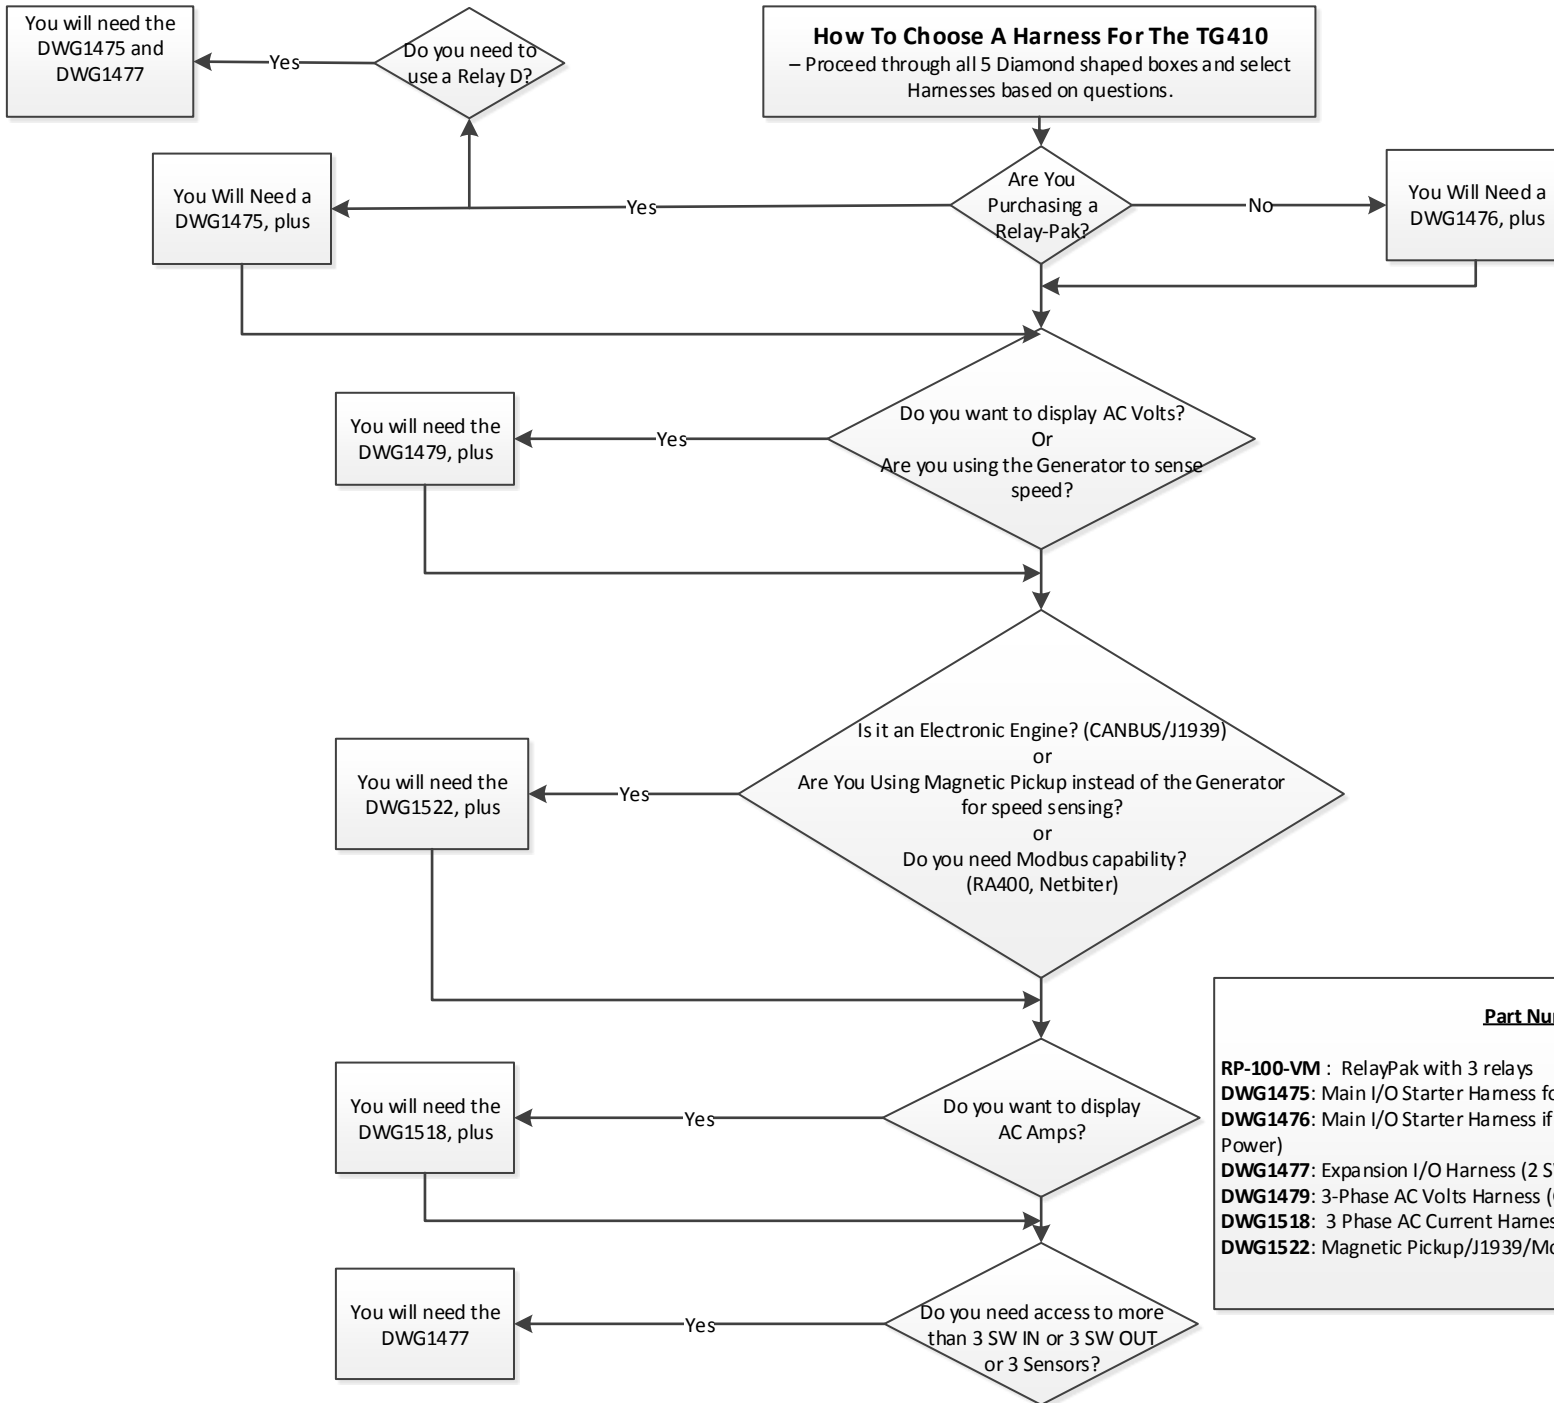 You will need the
DWG1475 and
DWG1477
Yes
Do you need to
use a Relay D?
How To Choose A Harness For The TG410
– Proceed through all 5 Diamond shaped boxes and select
Harnesses based on questions.
You Will Need a
DWG1475, plus
Yes
Are You
Purchasing a
Relay-Pak?
No
You Will Need a
DWG1476, plus
You will need the
DWG1479, plus
Yes
Do you want to display AC Volts?
Or
Are you using the Generator to sense
speed?
You will need the
DWG1522, plus
Yes
Is it an Electronic Engine? (CANBUS/J1939)
or
Are You Using Magnetic Pickup instead of the Generator
for speed sensing?
or
Do you need Modbus capability?
(RA400, Netbiter)
You will need the
DWG1518, plus
Yes
Do you want to display
AC Amps?
Part
RP-100-VM : RelayPak with 3 relays
DWG1475: Main I/O Starter Harness
DWG1476: Main I/O Starter Harness if
Power)
DWG1477: Expansion I/O Harness (2
DWG1479: 3-Phase AC Volts Harness
DWG1518: 3 Phase AC Current
DWG1522: Magnetic Pickup/J1939/
You will need the
DWG1477
Yes
Do you need access to more
than 3 SW IN or 3 SW OUT
or 3 Sensors?